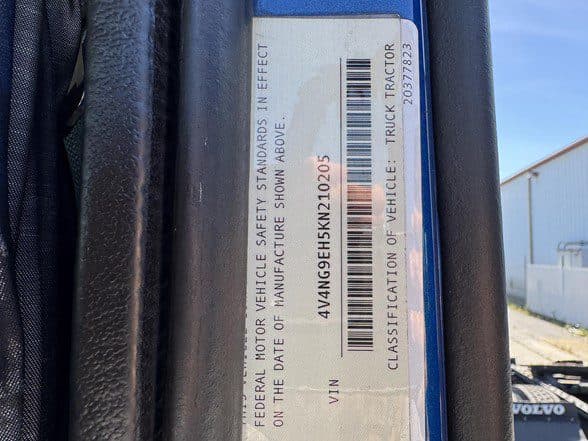 FEDERAL MOTOR VEHICLE SAFETY STANDARDS IN EFFECT
ON THE DATE OF MANUFACTURE SHOWN ABOVE.
VIN 4V4NG9EH5KN210205
CLASSIFICATION OF VEHICLE: TRUCK TRACTOR
20377823
VOLVO